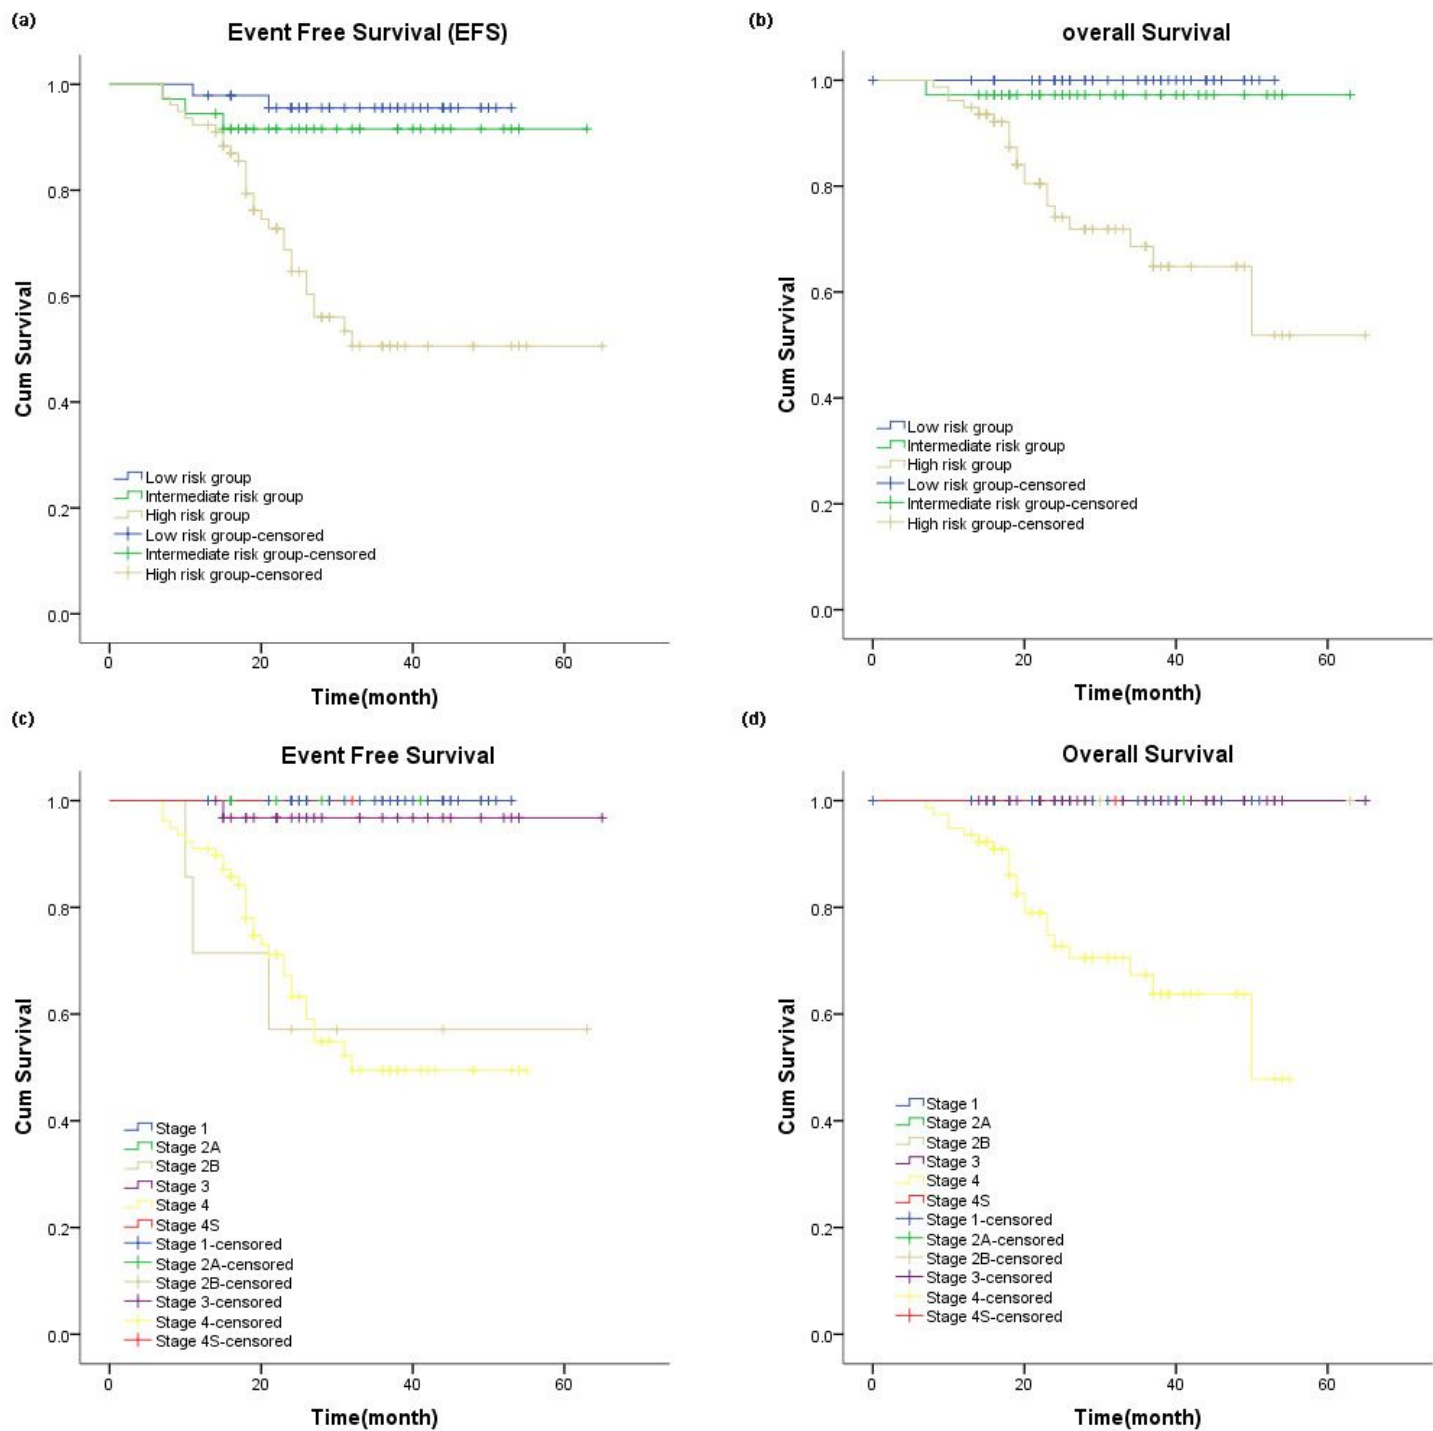 (a)
Event Free Survival (EFS)
Cum Survival
1.0
0.8
0.6
0.4
0.2
0.0
Low risk group
Intermediate risk group
High risk group
Low risk group-censored
Intermediate risk group-censored
High risk group-censored
0 20 40 60
Time(month)
(b)
overall Survival
Cum Survival
1.0
0.8
0.6
0.4
0.2
0.0
Low risk group
Intermediate risk group
High risk group
Low risk group-censored
Intermediate risk group-censored
High risk group-censored
0 20 40 60
Time(month)
(c)
Event Free Survival
Cum Survival
1.0
0.8
0.6
0.4
0.2
0.0
Stage 1
Stage 2A
Stage 2B
Stage 3
Stage 4
Stage 4S
Stage 1-censored
Stage 2A-censored
Stage 2B-censored
Stage 3-censored
Stage 4-censored
Stage 4S-censored
0 20 40 60
Time(month)
(d)
Overall Survival
Cum Survival
1.0
0.8
0.6
0.4
0.2
0.0
Stage 1
Stage 2A
Stage 2B
Stage 3
Stage 4
Stage 4S
Stage 1-censored
Stage 2A-censored
Stage 2B-censored
Stage 3-censored
Stage 4-censored
Stage 4S-censored
0 20 40 60
Time(month)